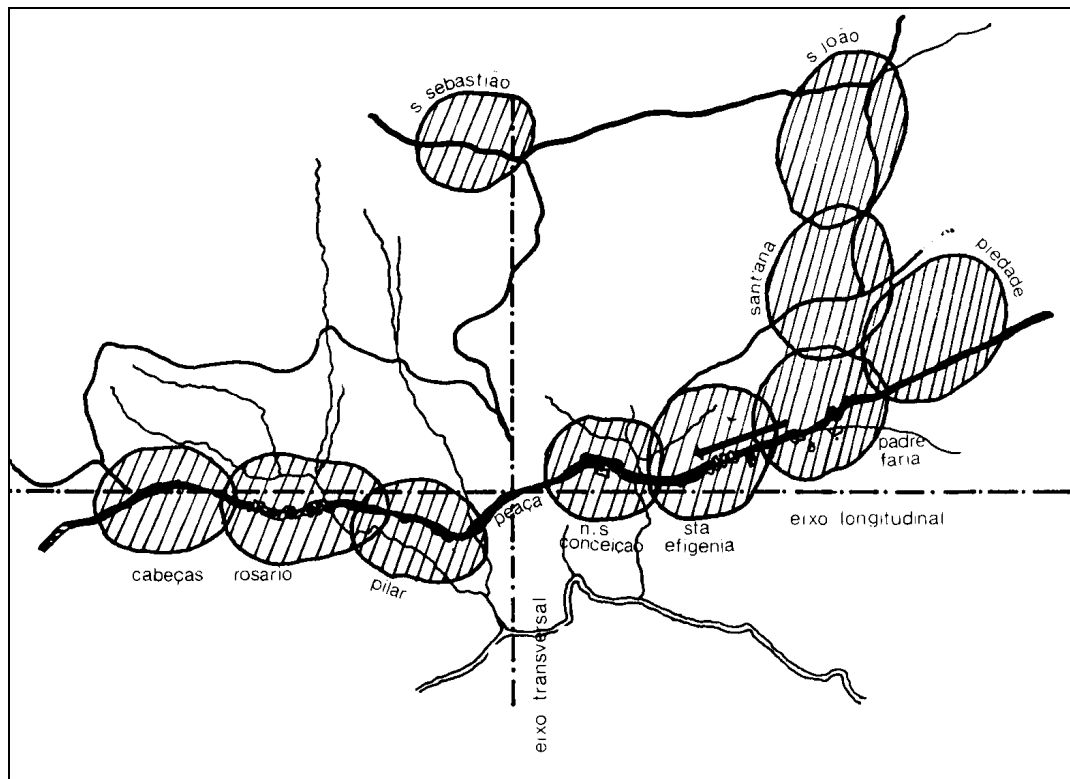 s sebastião
s joão
sant'ana
piedade
padre
faria
peaça
n.s
conceição
sta
efigenia
eixo longitudinal
cabeças
rosario
pilar
eixo transversal